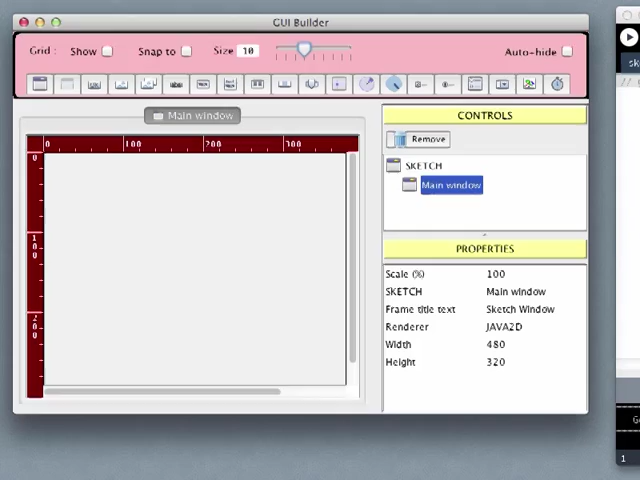 GUI Builder
Grid :
Show
Snap to
Size
10
Auto-hide
Main window
0
100
200
300
0
100
200
CONTROLS
Remove
SKETCH
Main window
PROPERTIES
Scale (%) 100
SKETCH Main window
Frame title text Sketch Window
Renderer JAVA2D
Width 480
Height 320
sk
//
1